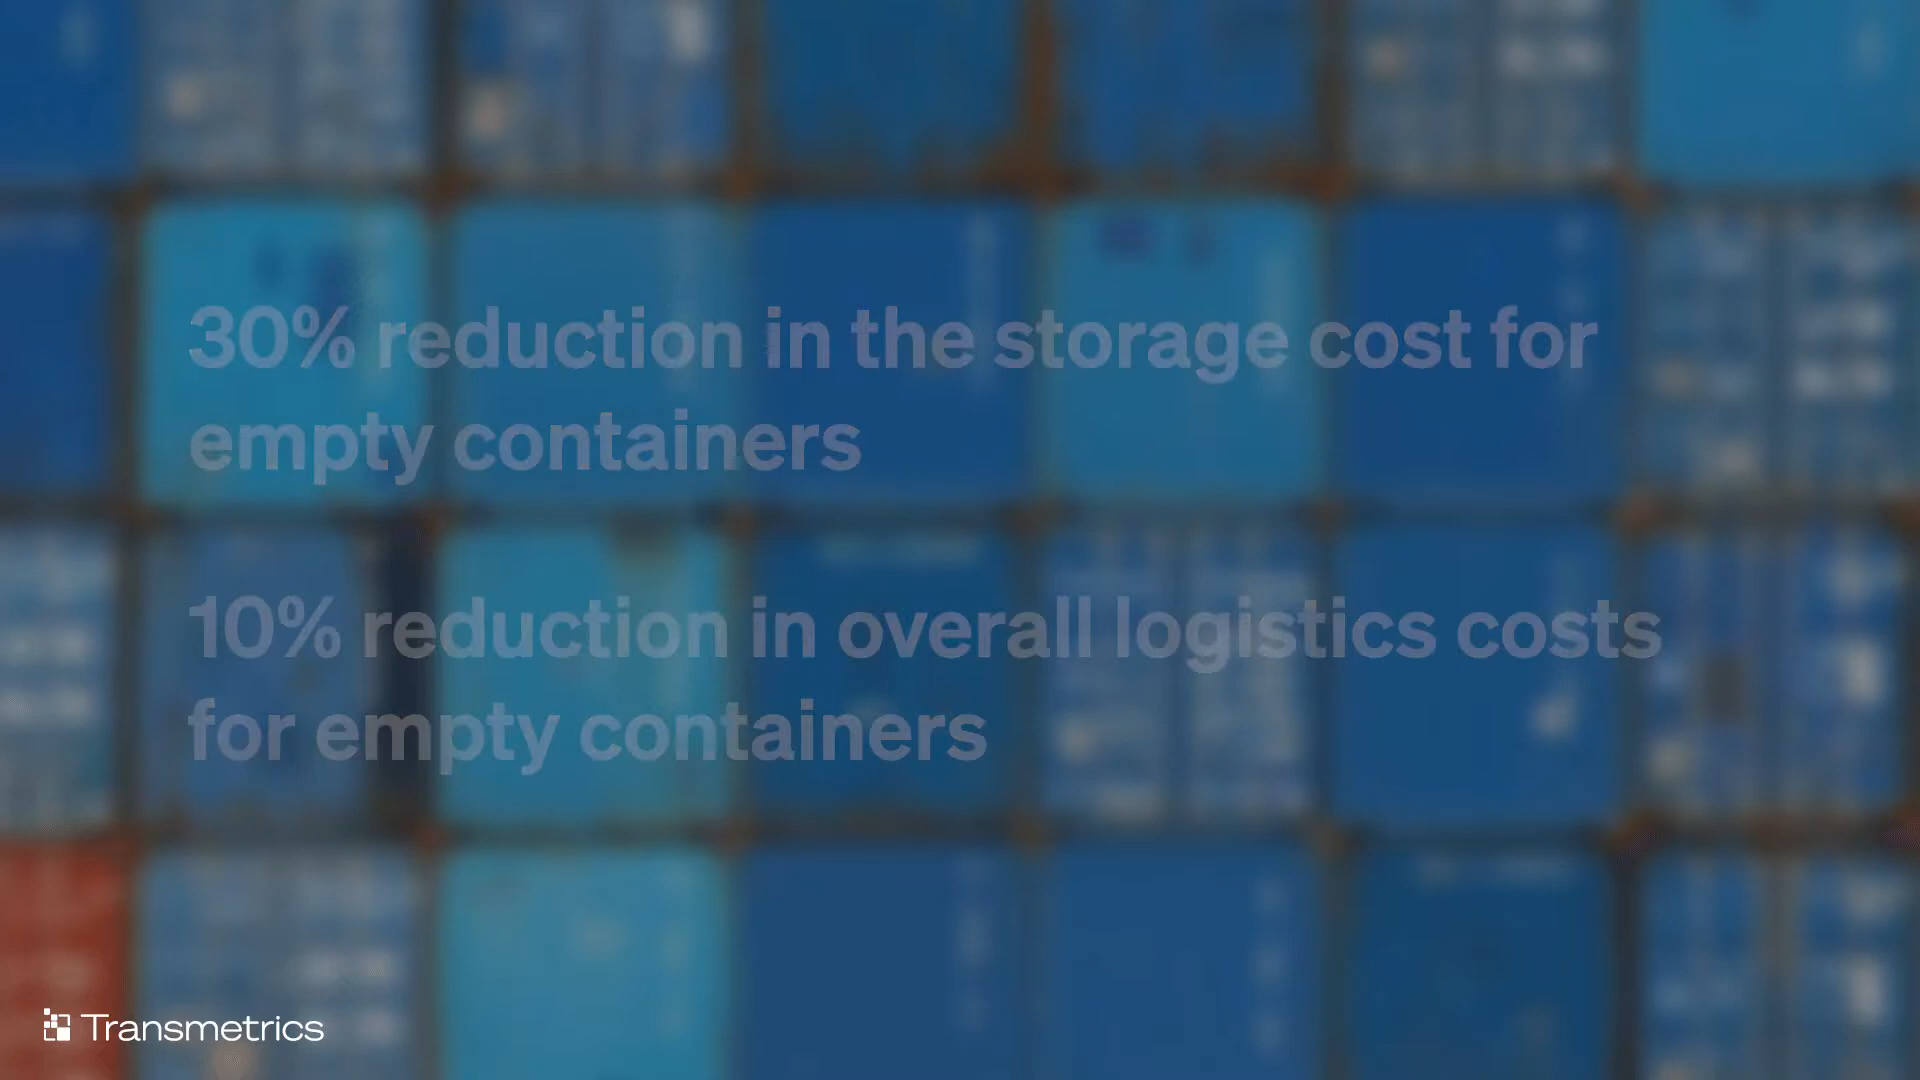 30% reduction in the storage cost for
empty containers
10% reduction in overall logistics costs
for empty containers
Transmetrics